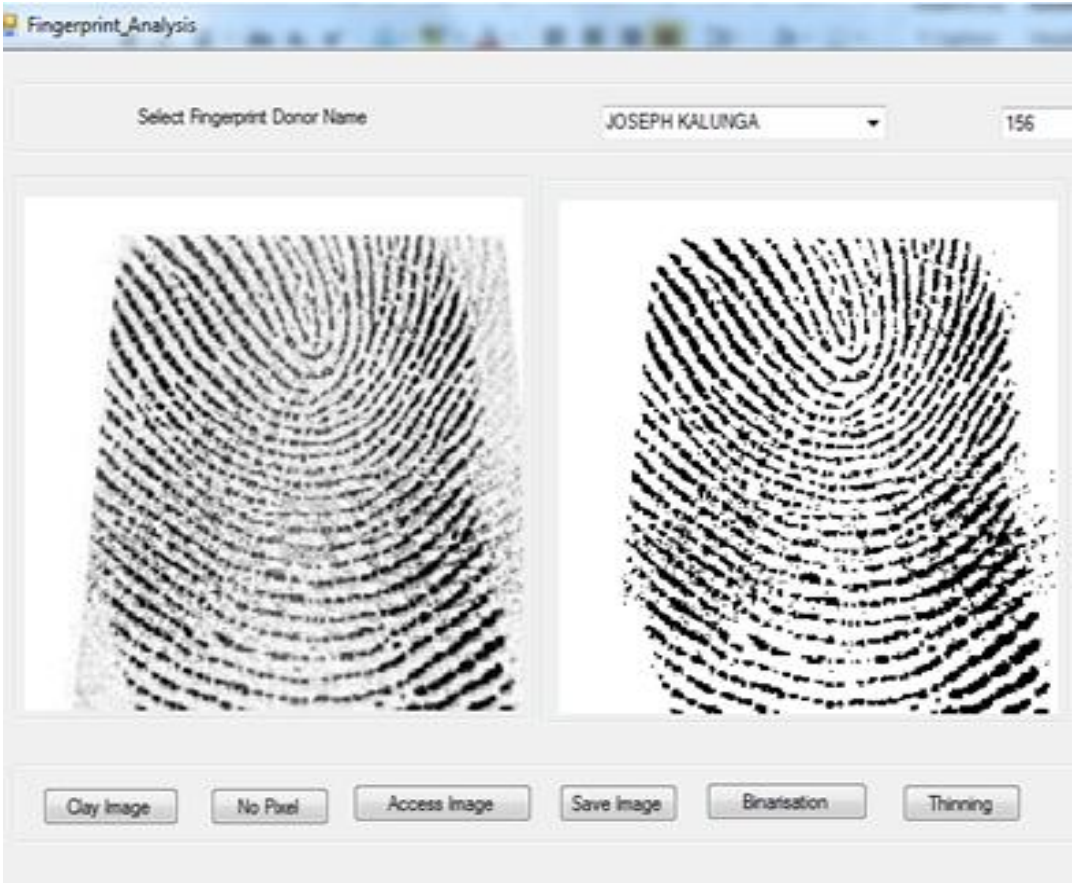 Fingerprint_Analysis
Select Fingerprint Donor Name JOSEPH KALUNGA 156
Clay Image No Pixel Access Image Save Image Binarisation Thinning